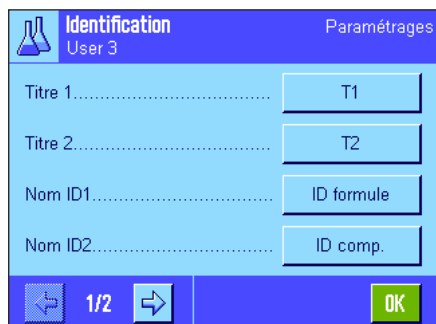 Identification
Paramétrages
User 3
Titre 1.................................... T1
Titre 2.................................... T2
Nom ID1................................ ID formule
Nom ID2................................ ID comp.
1/2
OK